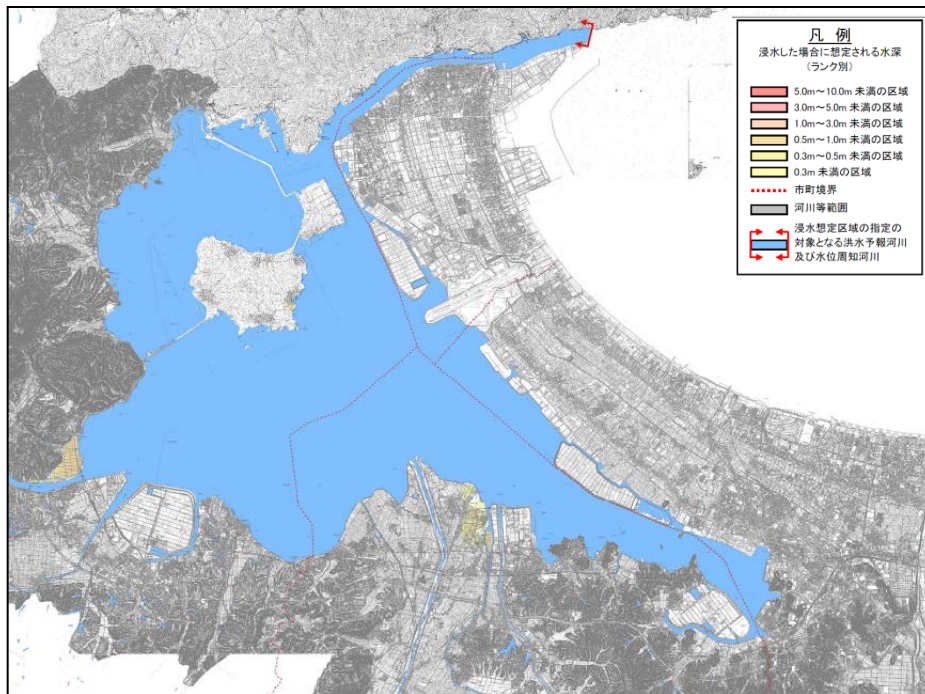 凡 例
浸水した場合に想定される水深
(ランク別)
5.0m～10.0m 未満の区域
3.0m～5.0m 未満の区域
1.0m～3.0m 未満の区域
0.5m～1.0m 未満の区域
0.3m～0.5m 未満の区域
0.3m 未満の区域
市町境界
河川等範囲
浸水想定区域の指定の
対象となる洪水予報河川
及び水位周知河川